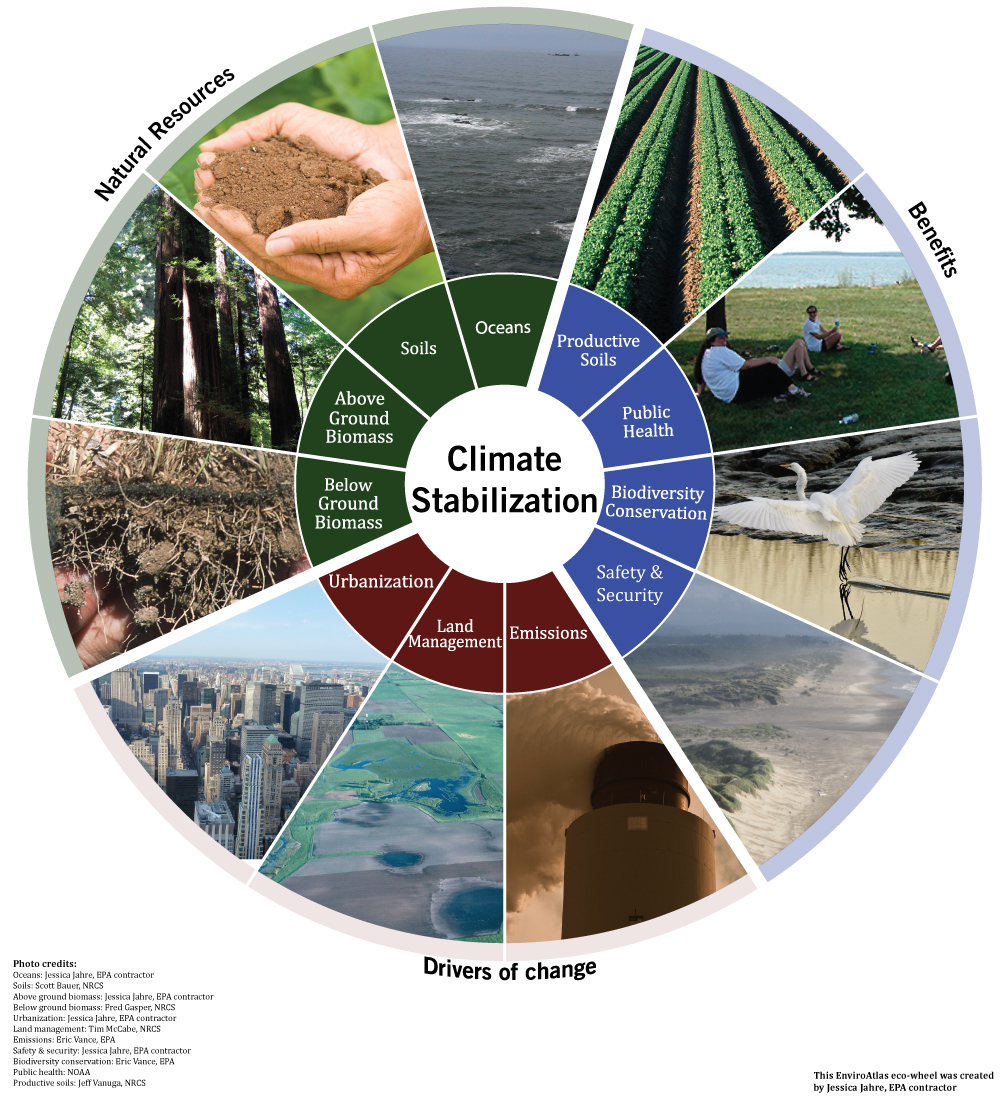 Natural Resources
Benefits
Drivers of change
Climate
Stabilization
Oceans
Soils
Above
Ground
Biomass
Below
Ground
Biomass
Urbanization
Land
Management
Emissions
Safety &
Security
Biodiversity
Conservation
Public
Health
Productive
Soils
Photo credits:
Oceans: Jessica Jahre, EPA contractor
Soils: Scott Bauer, NRCS
Above ground biomass: Jessica Jahre, EPA contractor
Below ground biomass: Fred Gasper, NRCS
Urbanization: Jessica Jahre, EPA contractor
Land management: Tim McCabe, NRCS
Emissions: Eric Vance, EPA
Safety & security: Jessica Jahre, EPA contractor
Biodiversity conservation: Eric Vance, EPA
Public health: NOAA
Productive soils: Jeff Vanuga, NRCS
This EnviroAtlas eco-wheel was created
by Jessica Jahre, EPA contractor